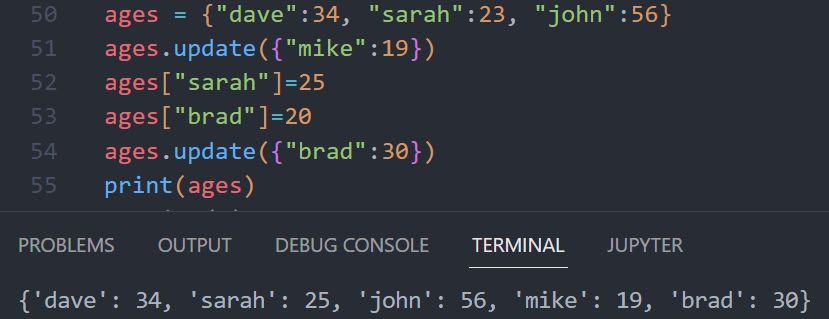 50 ages = {"dave":34, "sarah":23, "john":56}
51 ages.update({"mike":19})
52 ages["sarah"]=25
53 ages["brad"]=20
54 ages.update({"brad":30})
55 print(ages)
PROBLEMS OUTPUT DEBUG CONSOLE TERMINAL JUPYTER
{'dave': 34, 'sarah': 25, 'john': 56, 'mike': 19, 'brad': 30}